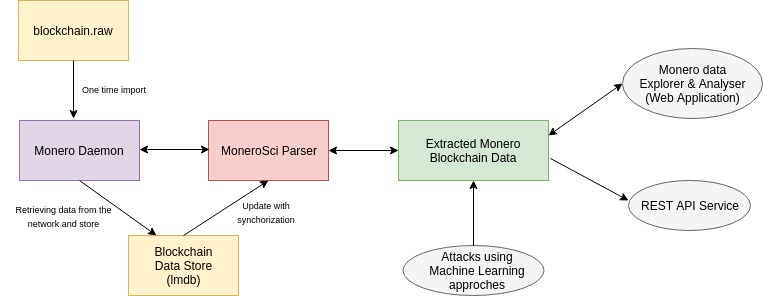 blockchain.raw
One time import
Monero Daemon
MoneroSci Parser
Extracted Monero
Blockchain Data
Monero data
Explorer & Analyser
(Web Application)
REST API Service
Retrieving data from the
network and store
Update with
synchorization
Blockchain
Data Store
(lmdb)
Attacks using
Machine Learning
approches